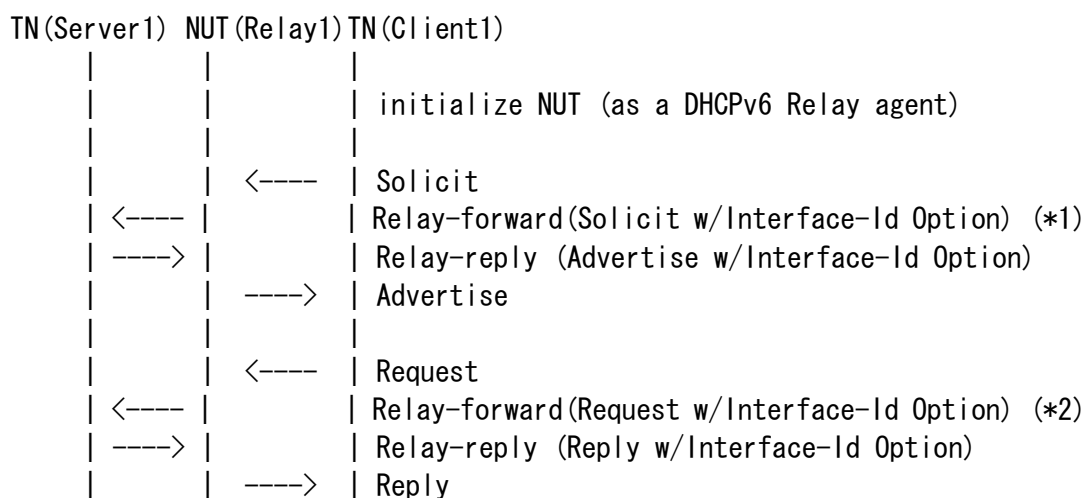 TN(Server1) NUT(Relay1)TN(Client1)
| | |
| | | initialize NUT (as a DHCPv6 Relay agent)
| | |
| | <---- | Solicit
| <---- | | Relay-forward(Solicit w/Interface-Id Option) (*1)
| ----> | | Relay-reply (Advertise w/Interface-Id Option)
| | ----> | Advertise
| | |
| | <---- | Request
| <---- | | Relay-forward(Request w/Interface-Id Option) (*2)
| ----> | | Relay-reply (Reply w/Interface-Id Option)
| | ----> | Reply